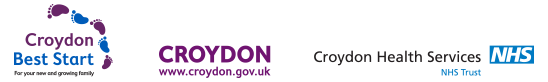 Croydon
Best Start
For your new and growing family
CROYDON
www.croydon.gov.uk
Croydon Health Services NHS
NHS Trust